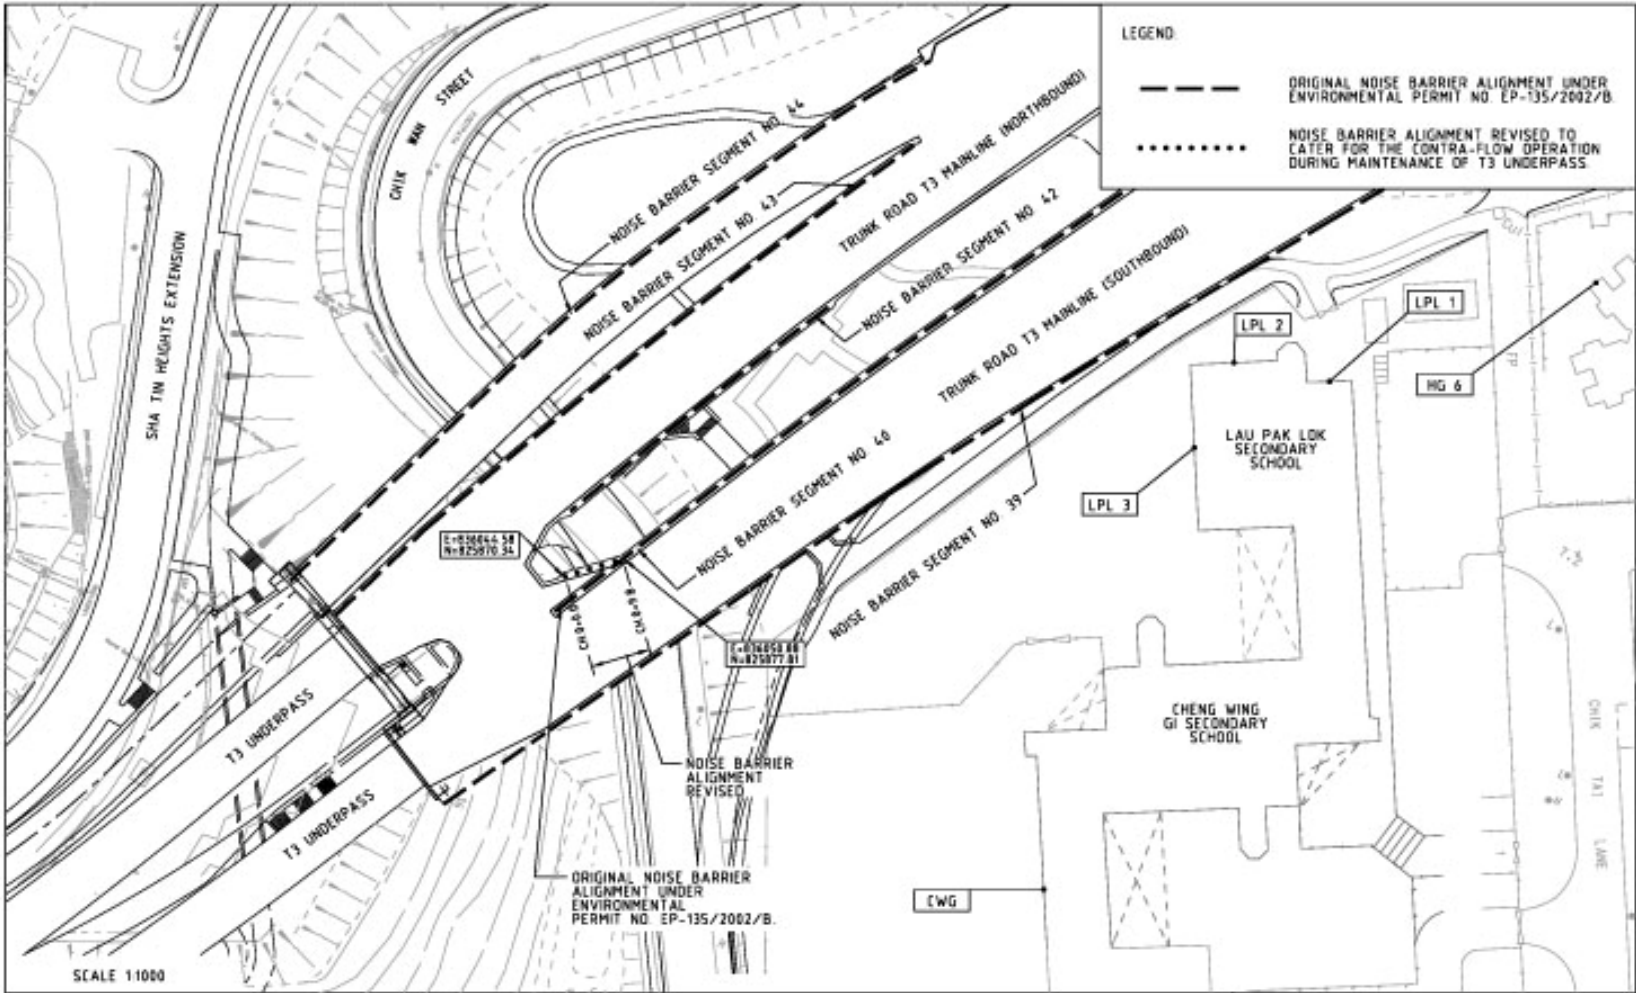 LEGEND:
ORIGINAL NOISE BARRIER ALIGNMENT UNDER
ENVIRONMENTAL PERMIT NO. EP-135/2002/B.
NOISE BARRIER ALIGNMENT REVISED TO
CATER FOR THE CONTRA-FLOW OPERATION
DURING MAINTENANCE OF T3 UNDERPASS.
CHIK WAN STREET
SHA TIN HEIGHTS EXTENSION
NOISE BARRIER SEGMENT NO. 44
NOISE BARRIER SEGMENT NO. 43
TRUNK ROAD T3 MAINLINE (NORTHBOUND)
NOISE BARRIER SEGMENT NO. 42
TRUNK ROAD T3 MAINLINE (SOUTHBOUND)
NOISE BARRIER SEGMENT NO. 40
NOISE BARRIER SEGMENT NO. 39
LPL 1
LPL 2
HG 6
LAU PAK LOK
SECONDARY
SCHOOL
LPL 3
CH0+0.00
T3 UNDERPASS
T3 UNDERPASS
NOISE BARRIER
ALIGNMENT
REVISED
CHENG WING
GI SECONDARY
SCHOOL
CHIK TAI LANE
ORIGINAL NOISE BARRIER
ALIGNMENT UNDER
ENVIRONMENTAL
PERMIT NO. EP-135/2002/B.
CWG
SCALE 1:1000